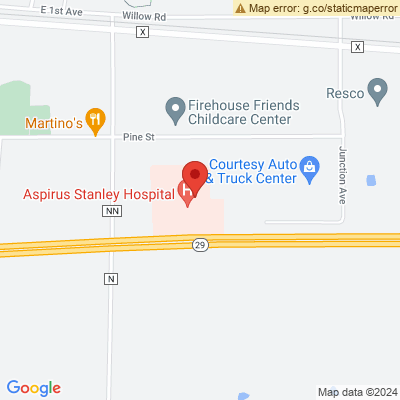 E 1st Ave
Willow Rd
Map error: g.co/staticmaperror
Willow Rd
X
X
Resco
Firehouse Friends
Childcare Center
Martino's
Pine St
Junction Ave
Courtesy Auto
& Truck Center
Aspirus Stanley Hospital
H
NN
29
N
Google
Map data ©2024